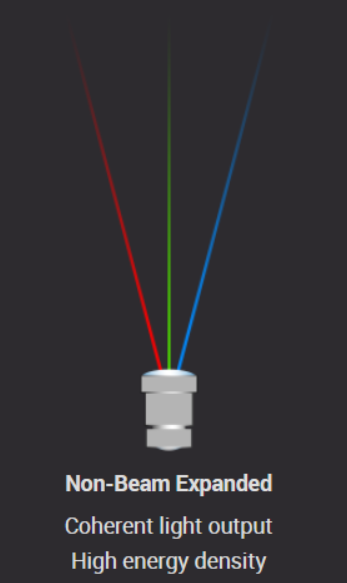 Non-Beam Expanded
Coherent light output
High energy density